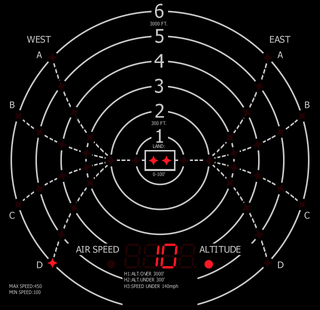 6
3000 FT.
5
WEST
EAST
A
A
4
3
B
B
2
300 FT.
1
LAND:
0-100'
C
C
AIR SPEED
10
ALTITUDE
D
D
H1:ALT.OVER 3000'
H2:ALT.UNDER 300'
H3:SPEED UNDER 140mph
MAX SPEED:450
MIN SPEED:100